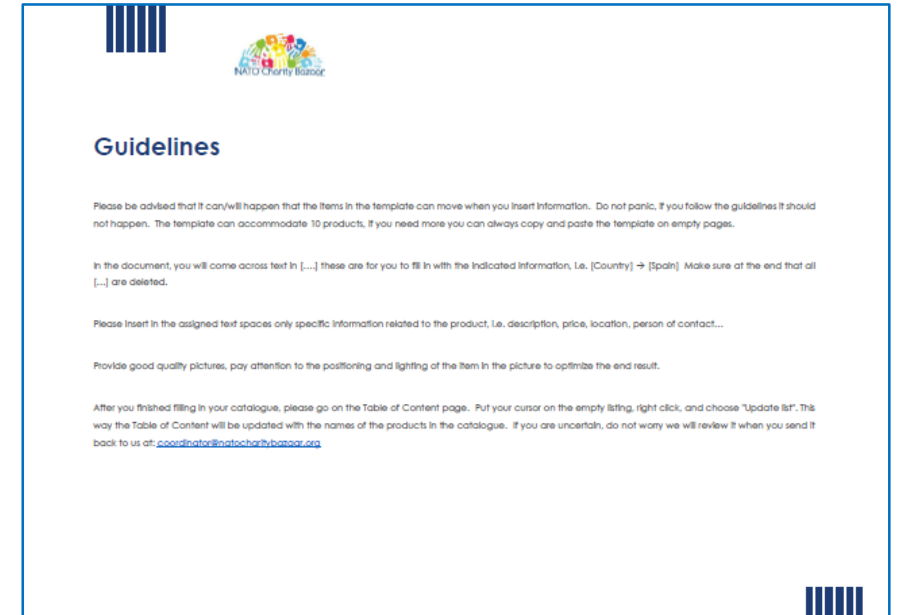 NATO Charity Bazaar
Guidelines
Please be advised that it can/will happen that the items in the template can move when you insert information. Do not panic, if you follow the guidelines it should
not happen. The template can accommodate 10 products, if you need more you can always copy and paste the template on empty pages.
In the document, you will come across text in [.....] these are for you to fill in with the indicated information, i.e. [Country] → [Spain] Make sure at the end that all
[....] are deleted.
Please insert in the assigned text spaces only specific information related to the product, i.e. description, price, location, person of contact...
Provide good quality pictures, pay attention to the positioning and lighting of the item in the picture to optimize the end result.
After you finished filling in your catalogue, please go on the Table of Content page. Put your cursor on the empty listing, right click, and choose "Update list". This
way the Table of Content will be updated with the names of the products in the catalogue. If you are uncertain, do not worry we will review it when you send it
back to us at: coordinator@natocharitybazaar.org